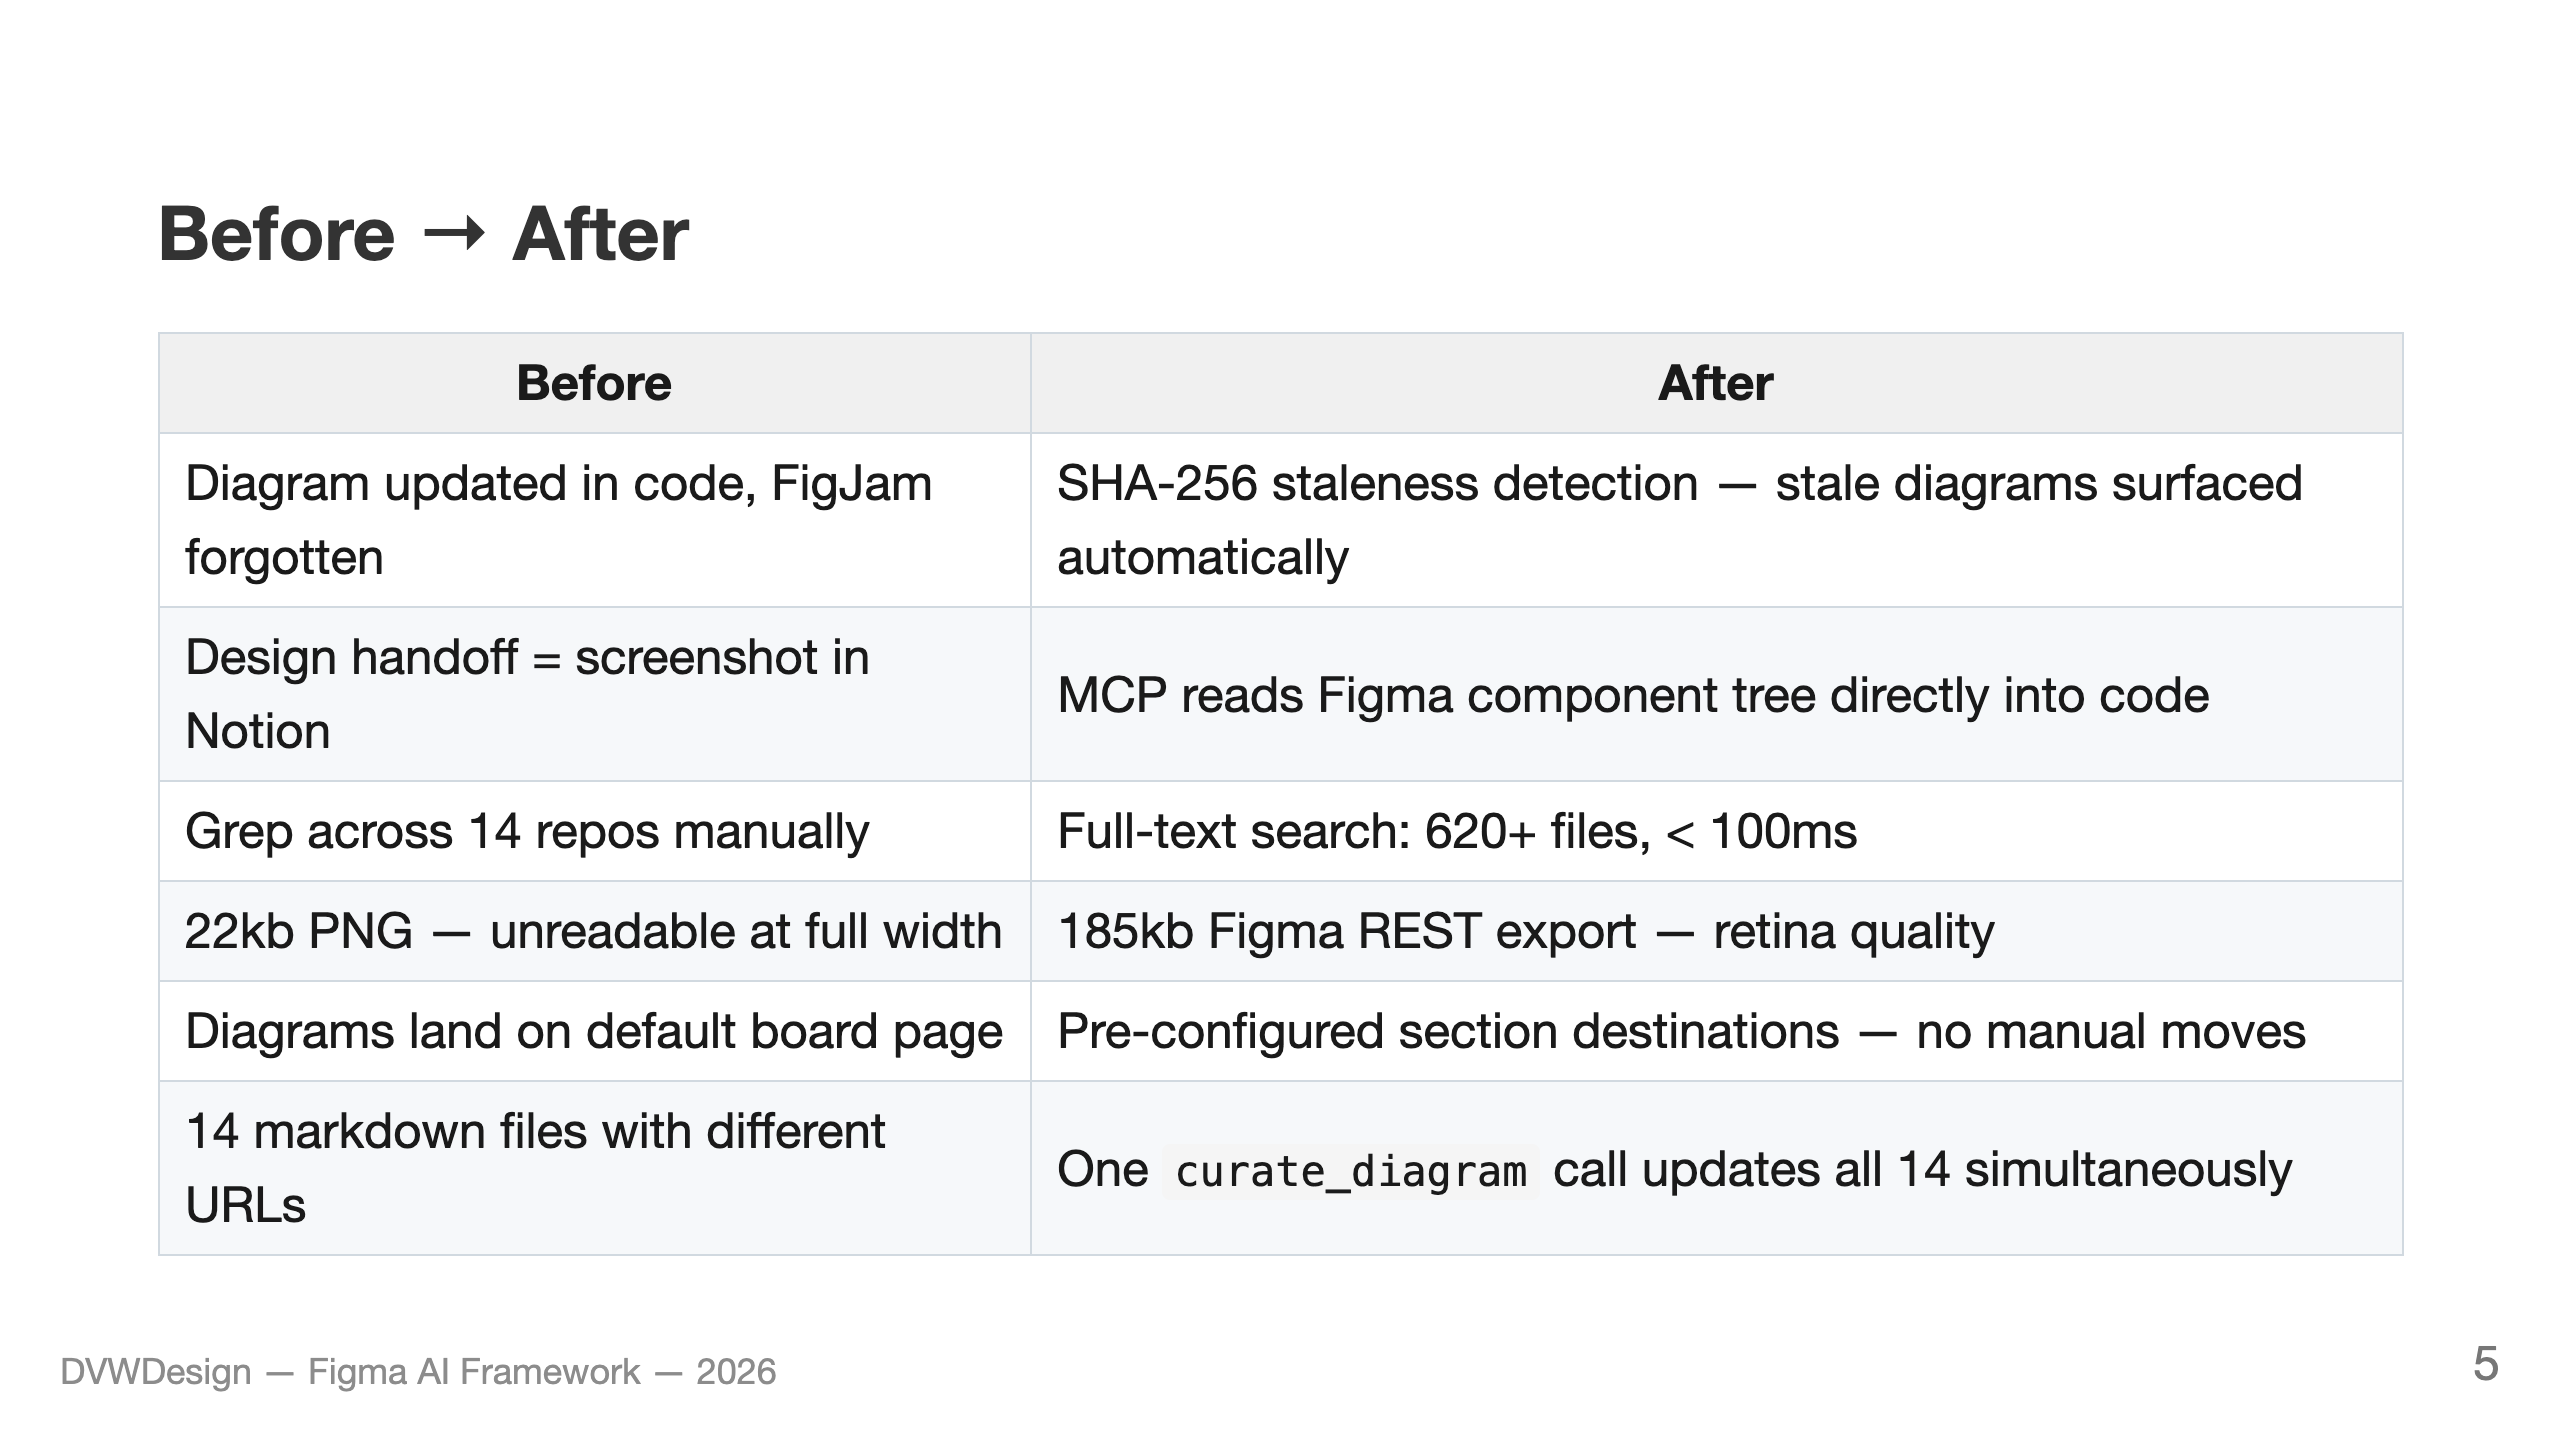 Before → After
Before
After
Diagram updated in code, FigJam
forgotten
SHA-256 staleness detection — stale diagrams surfaced
automatically
Design handoff = screenshot in
Notion
MCP reads Figma component tree directly into code
Grep across 14 repos manually
Full-text search: 620+ files, < 100ms
22kb PNG — unreadable at full width
185kb Figma REST export — retina quality
Diagrams land on default board page
Pre-configured section destinations — no manual moves
14 markdown files with different
URLs
One curate_diagram call updates all 14 simultaneously
DVWDesign — Figma AI Framework — 2026
5